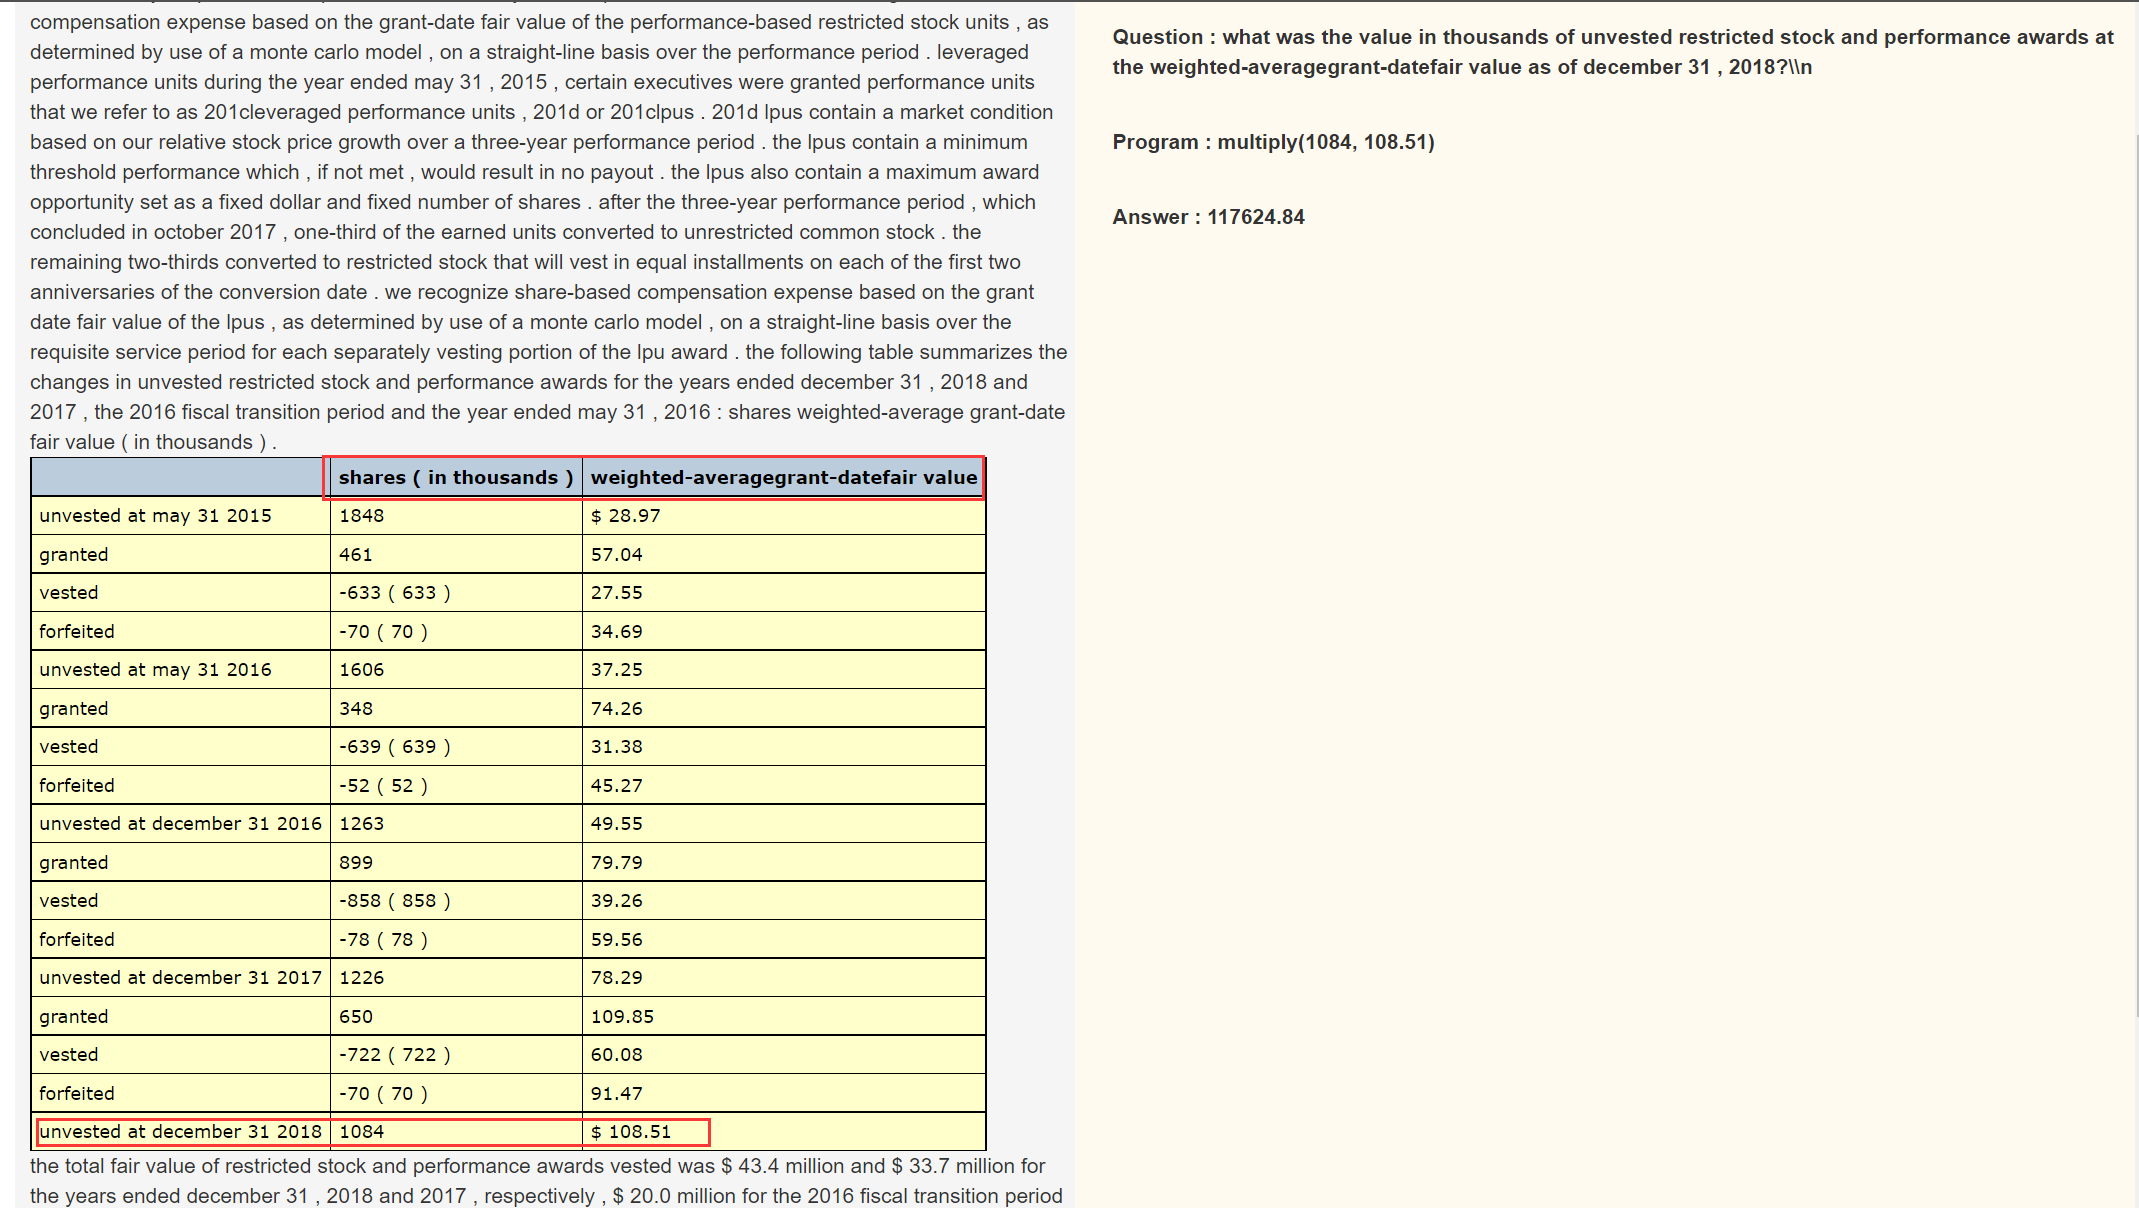 compensation expense based on the grant-date fair value of the performance-based restricted stock units , as
determined by use of a monte carlo model , on a straight-line basis over the performance period . leveraged
performance units during the year ended may 31 , 2015 , certain executives were granted performance units
that we refer to as 201cleveraged performance units , 201d or 201clpus . 201d lpus contain a market condition
based on our relative stock price growth over a three-year performance period . the lpus contain a minimum
threshold performance which , if not met , would result in no payout . the lpus also contain a maximum award
opportunity set as a fixed dollar and fixed number of shares . after the three-year performance period , which
concluded in october 2017 , one-third of the earned units converted to unrestricted common stock . the
remaining two-thirds converted to restricted stock that will vest in equal installments on each of the first two
anniversaries of the conversion date . we recognize share-based compensation expense based on the grant
date fair value of the lpus , as determined by use of a monte carlo model , on a straight-line basis over the
requisite service period for each separately vesting portion of the lpu award . the following table summarizes the
changes in unvested restricted stock and performance awards for the years ended december 31 , 2018 and
2017 , the 2016 fiscal transition period and the year ended may 31 , 2016 : shares weighted-average grant-date
fair value ( in thousands ) .
shares ( in thousands ) weighted-averagegrant-datefair value
unvested at may 31 2015 1848 $ 28.97
granted 461 57.04
vested -633 ( 633 ) 27.55
forfeited -70 ( 70 ) 34.69
unvested at may 31 2016 1606 37.25
granted 348 74.26
vested -639 ( 639 ) 31.38
forfeited -52 ( 52 ) 45.27
unvested at december 31 2016 1263 49.55
granted 899 79.79
vested -858 ( 858 ) 39.26
forfeited -78 ( 78 ) 59.56
unvested at december 31 2017 1226 78.29
granted 650 109.85
vested -722 ( 722 ) 60.08
forfeited -70 ( 70 ) 91.47
unvested at december 31 2018 1084 $ 108.51
the total fair value of restricted stock and performance awards vested was $ 43.4 million and $ 33.7 million for
the years ended december 31 , 2018 and 2017 , respectively , $ 20.0 million for the 2016 fiscal transition period
Question : what was the value in thousands of unvested restricted stock and performance awards at
the weighted-averagegrant-datefair value as of december 31 , 2018?\\n
Program : multiply(1084, 108.51)
Answer : 117624.84